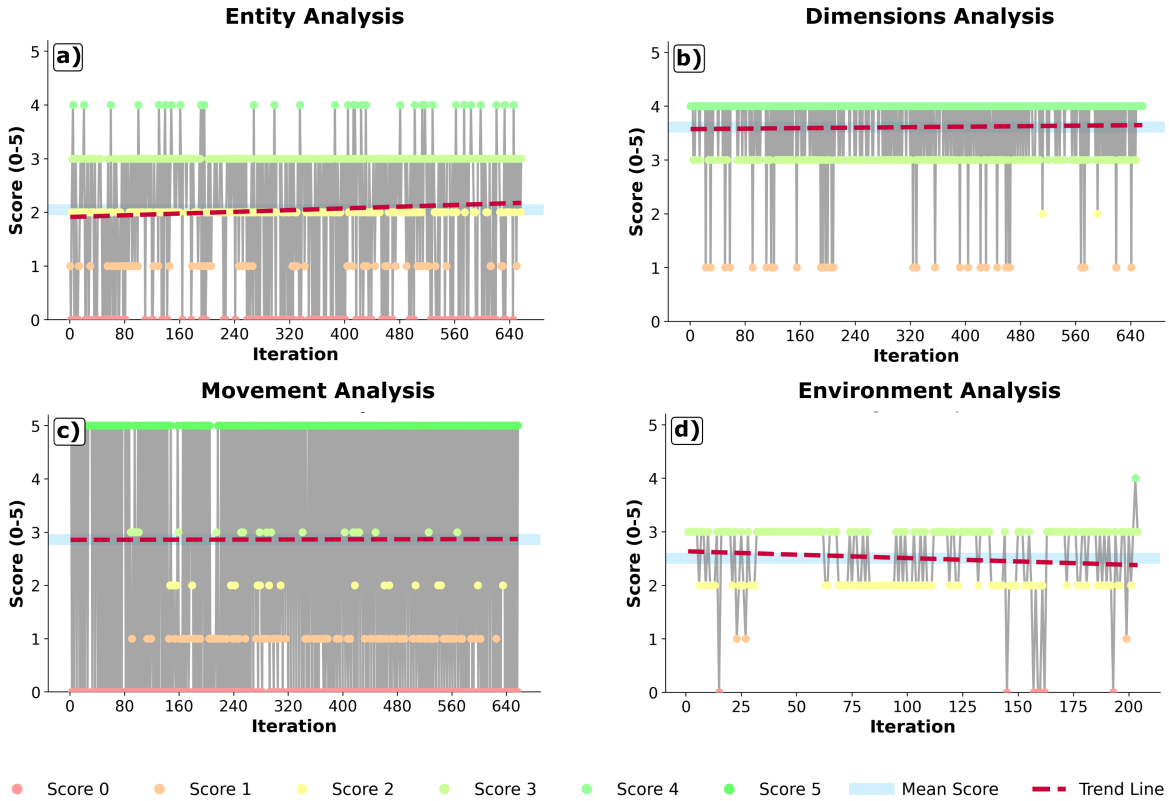 Entity Analysis
Dimensions Analysis
a)
b)
Score (0-5)
5
4
3
2
1
0
0 80 160 240 320 400 480 560 640
Iteration
Score (0-5)
5
4
3
2
1
0
0 80 160 240 320 400 480 560 640
Iteration
Movement Analysis
Environment Analysis
c)
d)
Score (0-5)
5
4
3
2
1
0
0 80 160 240 320 400 480 560 640
Iteration
Score (0-5)
5
4
3
2
1
0
0 25 50 75 100 125 150 175 200
Iteration
Score 0 Score 1 Score 2 Score 3 Score 4 Score 5 Mean Score Trend Line